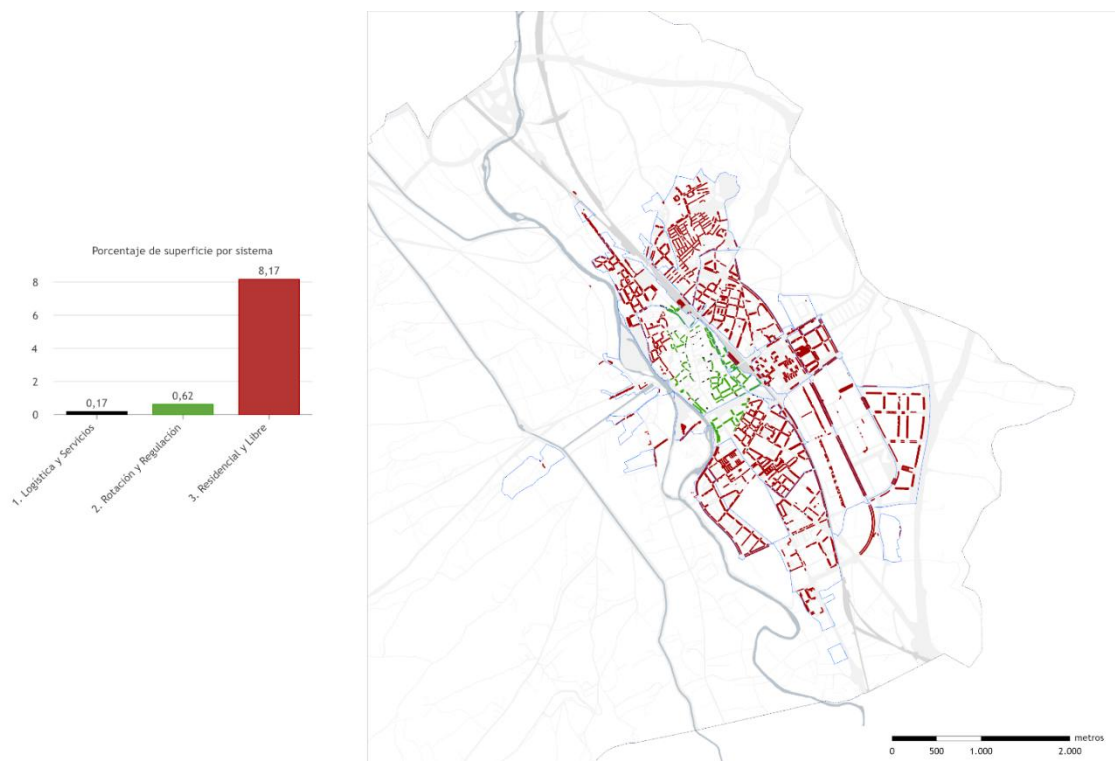 Porcentaje de superficie por sistema
8,17
8
6
4
2
0,62
0,17
0
1. Logística y Servicios
2. Rotación y Regulación
3. Residencial y Libre
metros
0 500 1.000 2.000